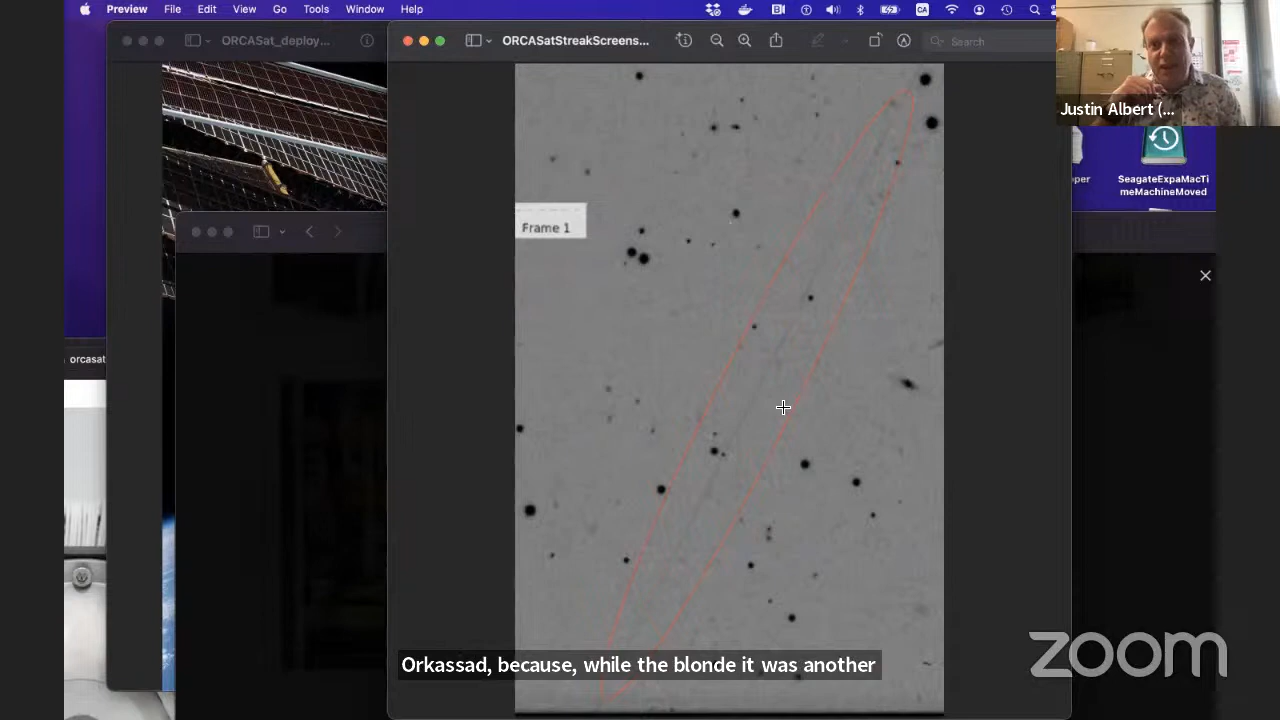 Preview File Edit View Go Tools Window Help
CA
ORCASat_deploy...
ORCASatStreakScreens...
Search
Justin Albert (...
per
SeagateExpaMacTi
meMachineMoved
Frame 1
orcasat
Orkassad, because, while the blonde it was another
zoom